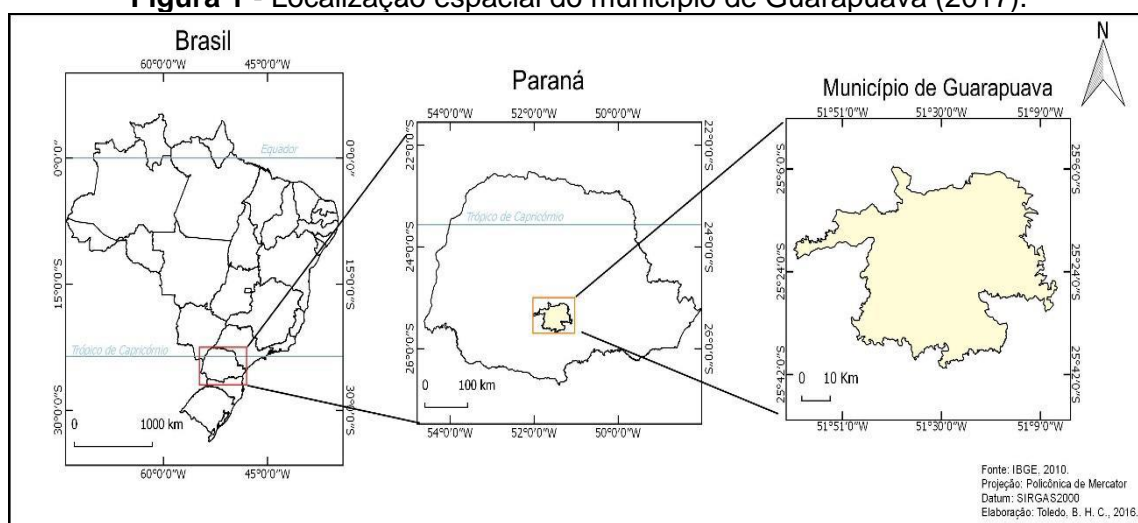 Figura 1 - Localização espacial do município de Guarapuava (2017).
Brasil
60°0'0"W 45°0'0"W
0°0'0"
Equador
0°0'0"
15°0'0"S
15°0'0"S
Trópico de Capricórnio
30°0'0"S
30°0'0"S
0 1000 km
60°0'0"W 45°0'0"W
Paraná
54°0'0"W 52°0'0"W 50°0'0"W
22°0'0"S
22°0'0"S
Trópico de Capricórnio
24°0'0"S
24°0'0"S
26°0'0"S
26°0'0"S
0 100 km
54°0'0"W 52°0'0"W 50°0'0"W
N
Município de Guarapuava
51°51'0"W 51°30'0"W 51°9'0"W
25°6'0"S
25°6'0"S
25°24'0"S
25°24'0"S
25°42'0"S
25°42'0"S
0 10 Km
51°51'0"W 51°30'0"W 51°9'0"W
Fonte: IBGE, 2010.
Projeção: Policônica de Mercator
Datum: SIRGAS2000
Elaboração: Toledo, B. H. C., 2016.